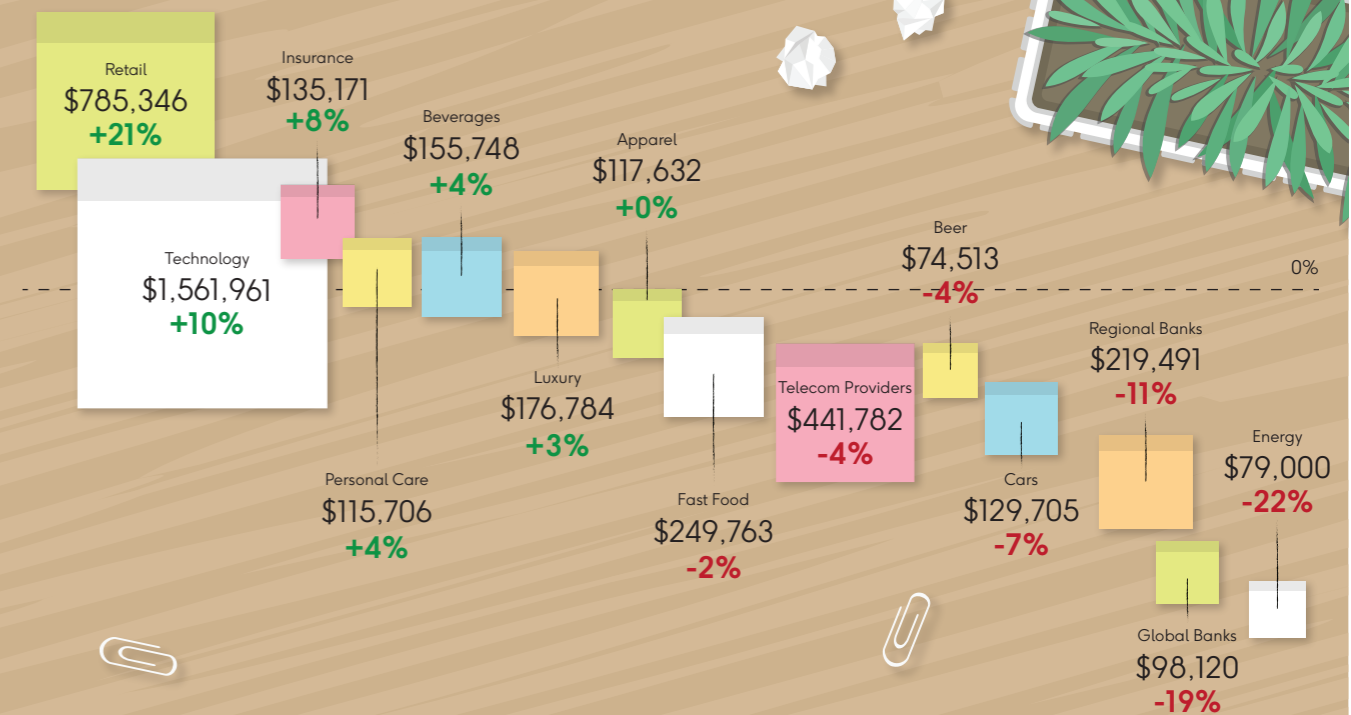 Retail
$785,346
+21%
Insurance
$135,171
+8%
Beverages
$155,748
+4%
Apparel
$117,632
+0%
Beer
$74,513
-4%
0%
Technology
$1,561,961
+10%
Luxury
$176,784
+3%
Telecom Providers
$441,782
-4%
Regional Banks
$219,491
-11%
Energy
$79,000
-22%
Personal Care
$115,706
+4%
Fast Food
$249,763
-2%
Cars
$129,705
-7%
Global Banks
$98,120
-19%